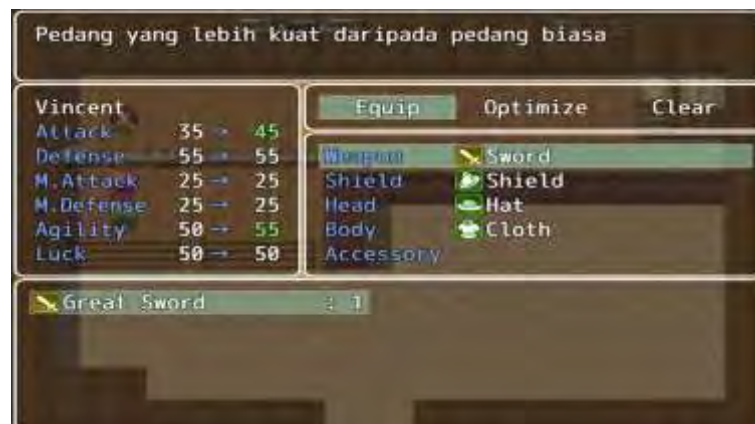 Pedang yang lebih kuat daripada pedang biasa
Vincent
Attack 35 → 45
Defense 55 → 55
M.Attack 25 → 25
M.Defense 25 → 25
Agility 50 → 55
Luck 50 → 50
Equip Optimize Clear
Weapon Sword
Shield Shield
Head Hat
Body Cloth
Accessory
Great Sword : 1